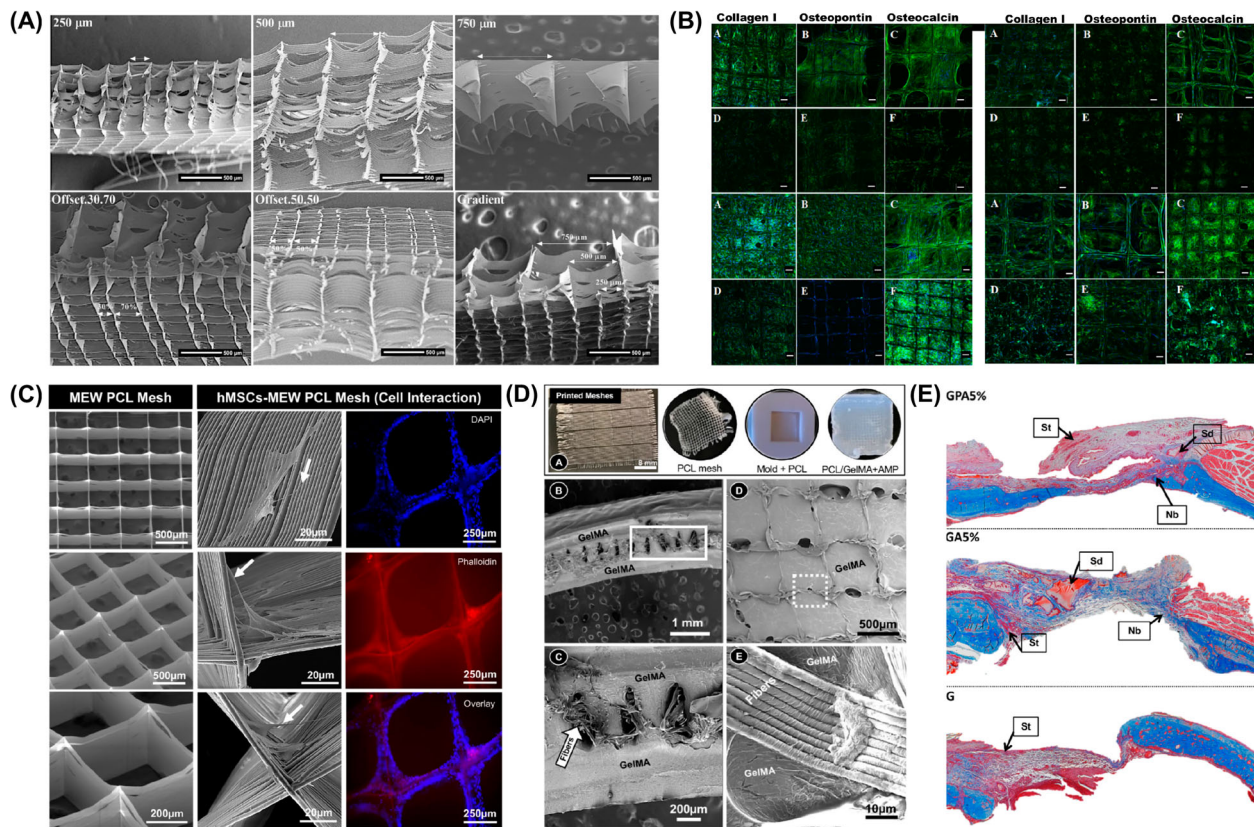 (A)
250 µm
500 µm
750 µm
500 µm
500 µm
500 µm
Offset.30.70
Offset.50.50
Gradient
750 µm
500 µm
250 µm
70%
500 µm
500 µm
500 µm
(B)
Collagen I
Osteopontin
Osteocalcin
Collagen I
Osteopontin
Osteocalcin
A
B
C
A
B
C
D
E
F
D
E
F
A
B
C
A
B
C
D
E
F
D
E
F
(C)
MEW PCL Mesh
hMSCs-MEW PCL Mesh (Cell Interaction)
DAPI
500µm
20µm
250µm
Phalloidin
500µm
20µm
250µm
Overlay
200µm
20µm
250µm
(D)
Printed Meshes
A
8 mm
PCL mesh
Mold + PCL
PCL/GelMA+AMP
B
GelMA
GelMA
1 mm
D
GelMA
GelMA
500µm
C
GelMA
Fibers
GelMA
200µm
E
GelMA
Fibers
GelMA
10µm
(E)
GPA5%
St
Sd
Nb
GA5%
Sd
St
Nb
G
St